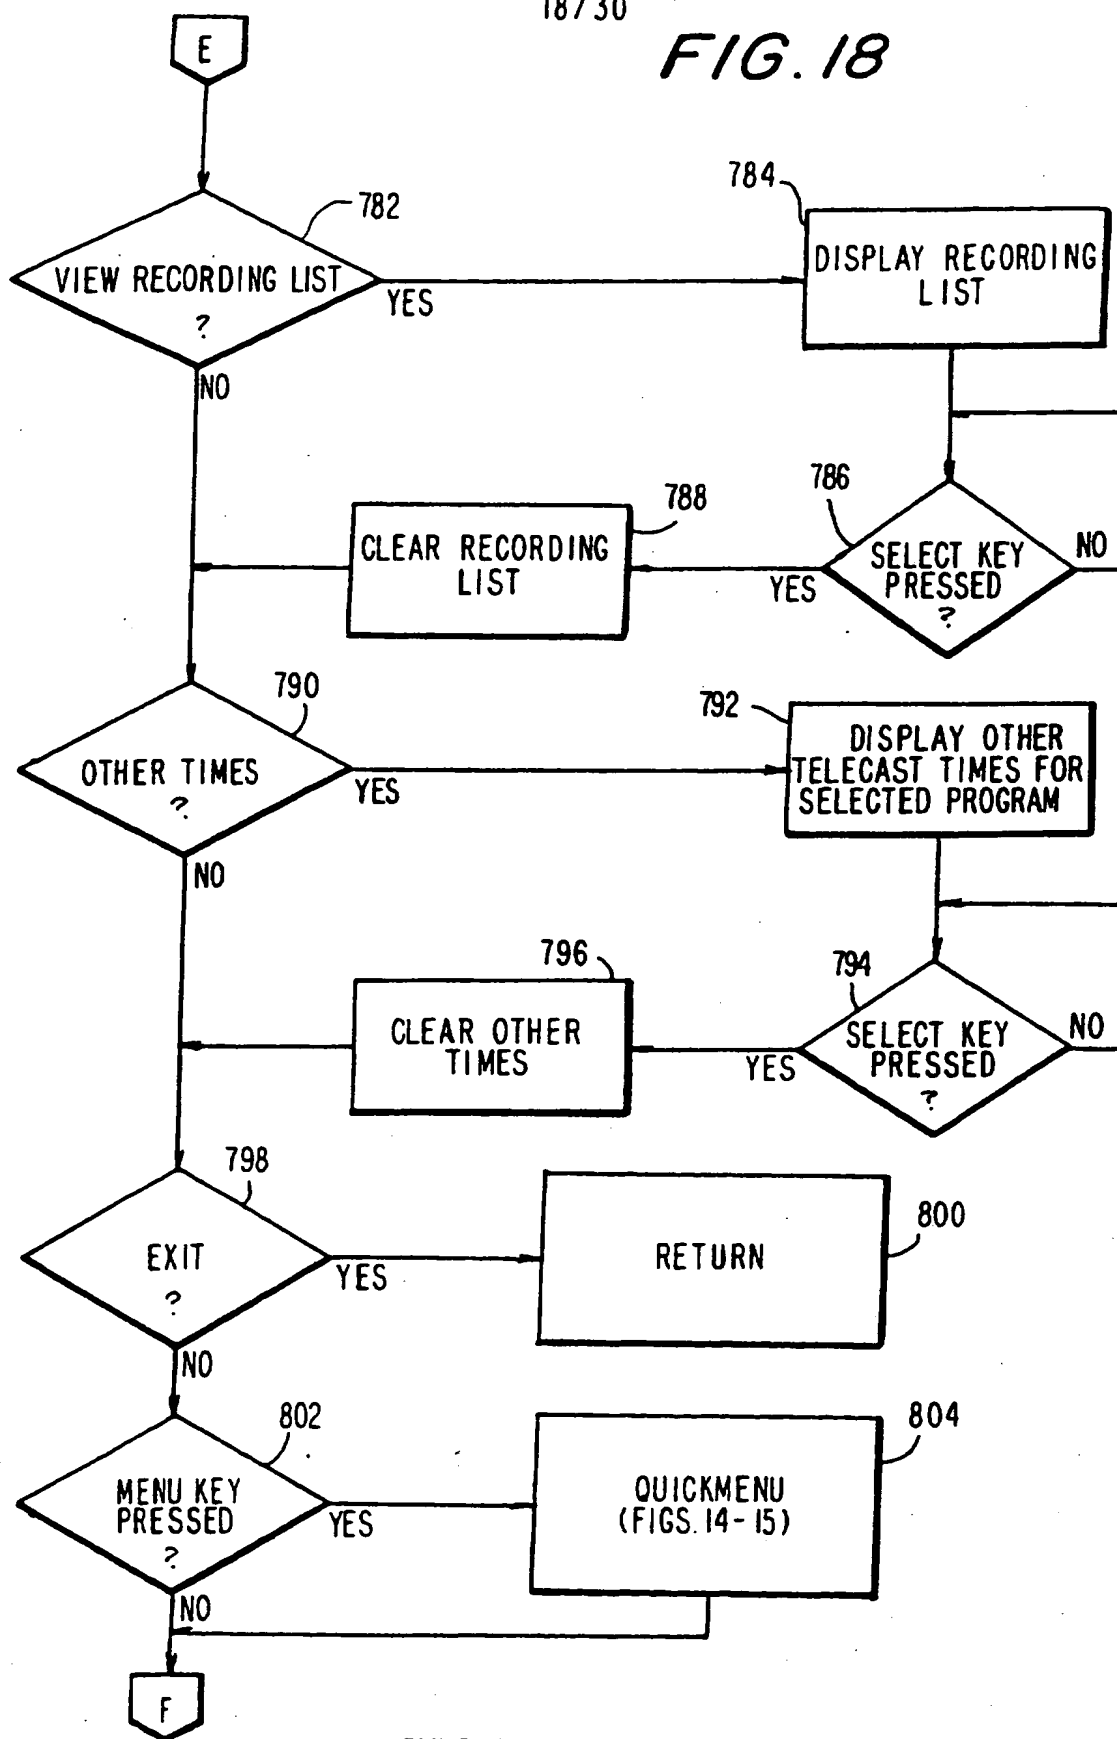 18/30
FIG. 18
E
782
VIEW RECORDING LIST
?
YES
NO
784
DISPLAY RECORDING
LIST
786
SELECT KEY
PRESSED
?
NO
YES
788
CLEAR RECORDING
LIST
790
OTHER TIMES
?
YES
NO
792
DISPLAY OTHER
TELECAST TIMES FOR
SELECTED PROGRAM
794
SELECT KEY
PRESSED
?
NO
YES
796
CLEAR OTHER
TIMES
798
EXIT
?
YES
NO
800
RETURN
802
MENU KEY
PRESSED
?
YES
NO
804
QUICKMENU
(FIGS. 14-15)
F